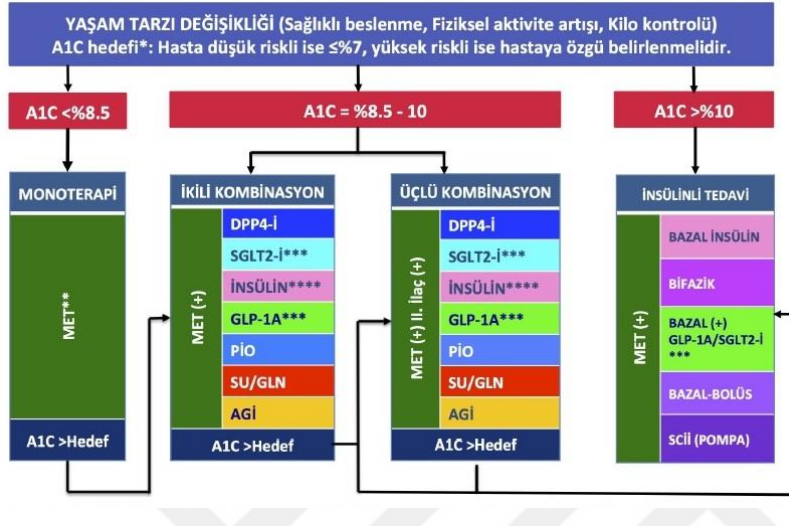 YAŞAM TARZI DEĞİŞİKLİĞİ (Sağlıklı beslenme, Fiziksel aktivite artışı, Kilo kontrolü)
A1C hedefi*: Hasta düşük riskli ise ≤%7, yüksek riskli ise hastaya özgü belirlenmelidir.
A1C <%8.5
A1C = %8.5 - 10
A1C >%10
MONOTERAPİ
MET**
A1C >Hedef
İKİLİ KOMBİNASYON
MET (+)
DPP4-İ
SGLT2-İ***
İNSÜLİN****
GLP-1A***
PİO
SU/GLN
AGİ
A1C >Hedef
ÜÇLÜ KOMBİNASYON
MET (+) II. İlaç (+)
DPP4-İ
SGLT2-İ***
İNSÜLİN****
GLP-1A***
PİO
SU/GLN
AGİ
A1C >Hedef
İNSÜLİNLİ TEDAVİ
MET (+)
BAZAL İNSÜLİN
BİFAZİK
BAZAL (+)
GLP-1A/SGLT2-İ
***
BAZAL-BOLÜS
SCİİ (POMPA)